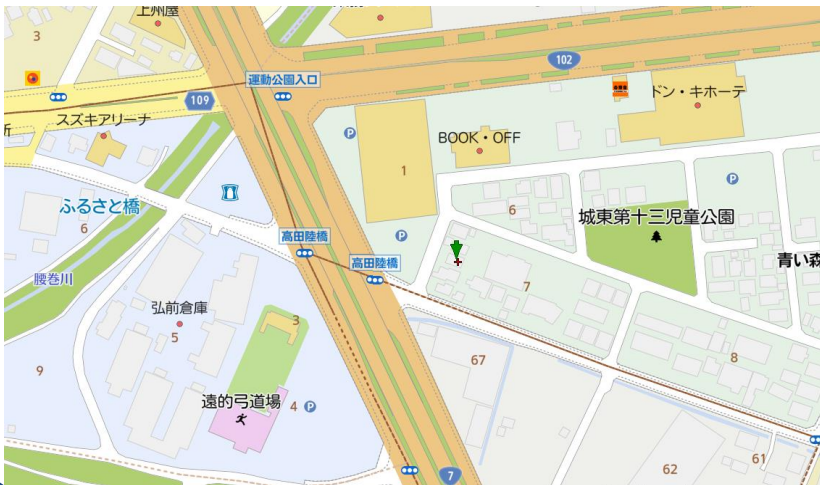 上州屋
3
運動公園入口
102
109
スズキアリーナ
所
P
BOOK・OFF
ドン・キホーテ
1
P
ふるさと橋
6
6
城東第十三児童公園
高田陸橋
P
高田陸橋
青い森
腰巻川
7
弘前倉庫
3
5
67
8
9
遠的弓道場
4
P
7
62
61